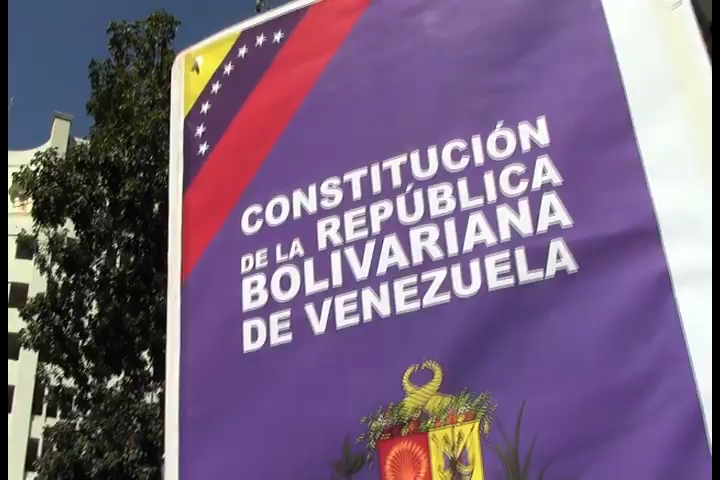 CONSTITUCIÓN
DE LA REPÚBLICA
BOLIVARIANA
DE VENEZUELA